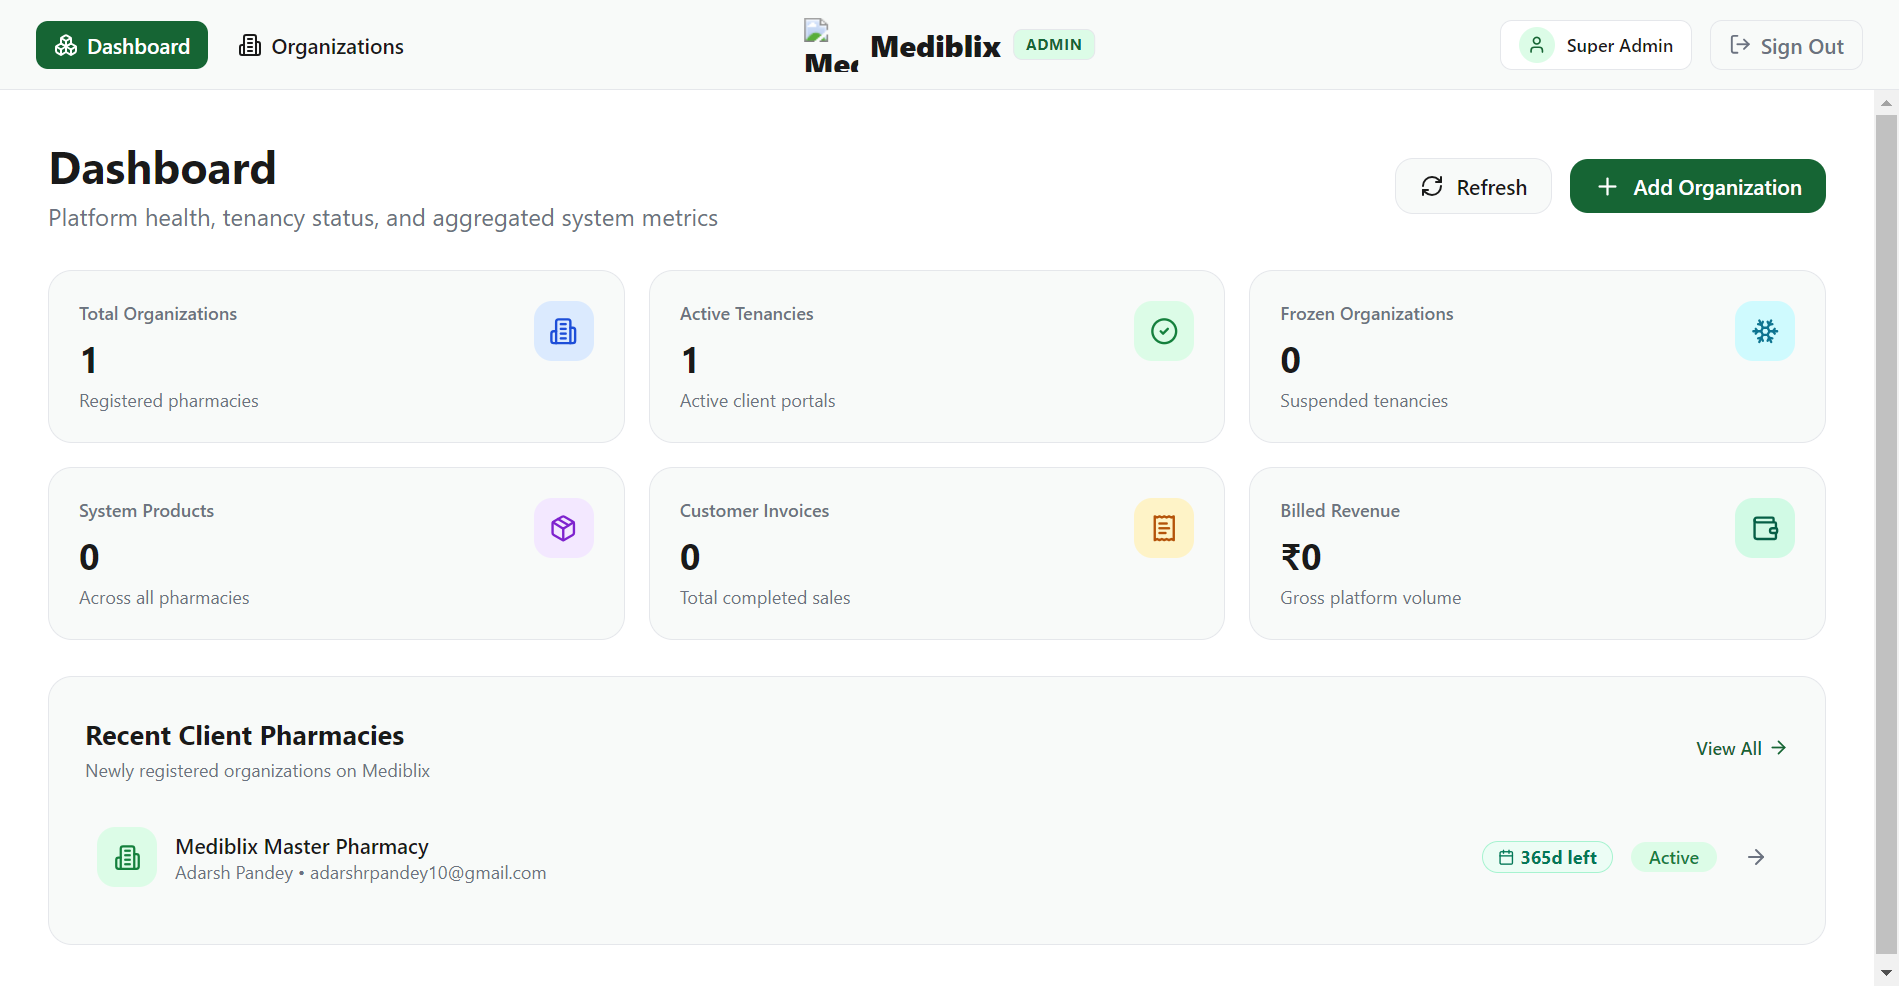 Dashboard
Organizations
Mediblix
ADMIN
Super Admin
Sign Out
Dashboard
Platform health, tenancy status, and aggregated system metrics
Refresh
Add Organization
Total Organizations
1
Registered pharmacies
Active Tenancies
1
Active client portals
Frozen Organizations
0
Suspended tenancies
System Products
0
Across all pharmacies
Customer Invoices
0
Total completed sales
Billed Revenue
₹0
Gross platform volume
Recent Client Pharmacies
Newly registered organizations on Mediblix
View All
Mediblix Master Pharmacy
Adarsh Pandey • adarshrpandey10@gmail.com
365d left
Active